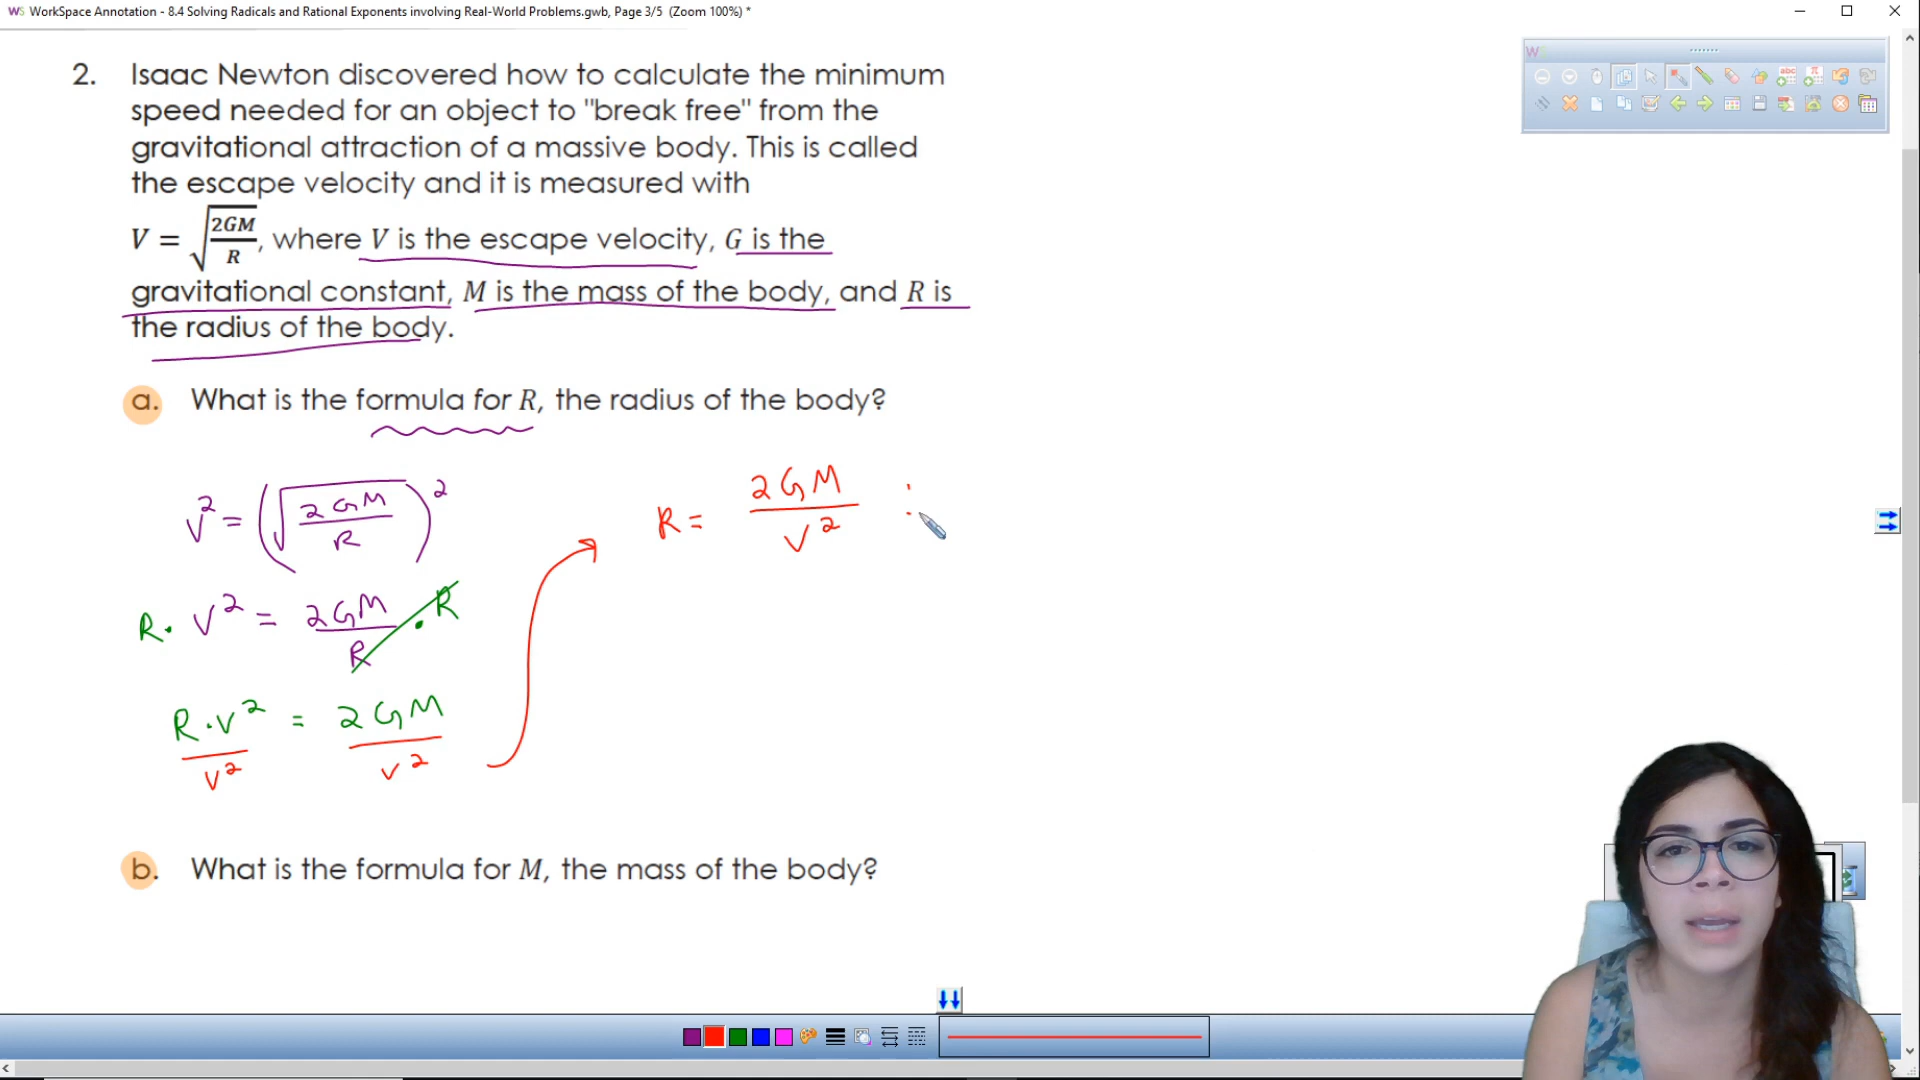 WS WorkSpace Annotation - 8.4 Solving Radicals and Rational Exponents involving Real-World Problems.gwb, Page 3/5 (Zoom 100%) *
2. Isaac Newton discovered how to calculate the minimum
speed needed for an object to "break free" from the
gravitational attraction of a massive body. This is called
the escape velocity and it is measured with
V = √(2GM/R), where V is the escape velocity, G is the
gravitational constant, M is the mass of the body, and R is
the radius of the body.
a. What is the formula for R, the radius of the body?
V² = (√(2GM/R))²
R · V² = 2GM/R · R
R · V²/V² = 2GM/V²
R = 2GM/V²
b. What is the formula for M, the mass of the body?